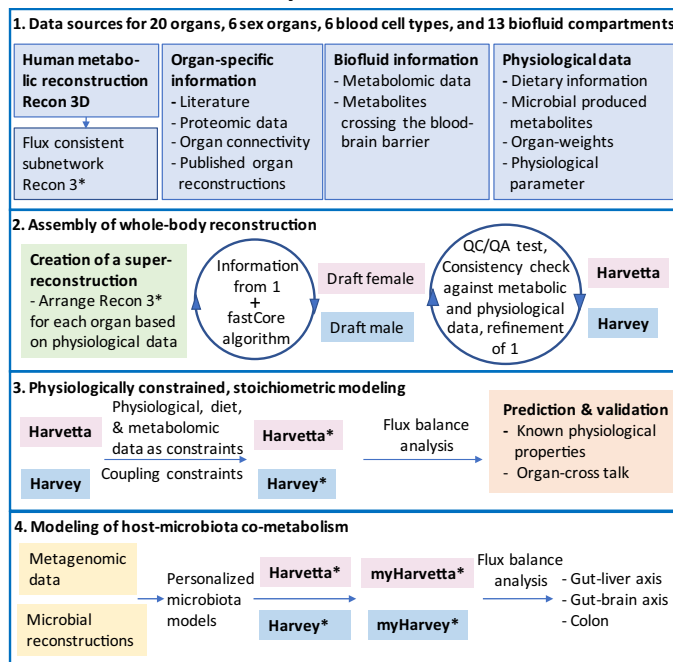 1. Data sources for 20 organs, 6 sex organs, 6 blood cell types, and 13 biofluid compartments
Human metabo-
lic reconstruction
Recon 3D
Flux consistent
subnetwork
Recon 3*
Organ-specific
information
- Literature
- Proteomic data
- Organ connectivity
- Published organ
reconstructions
Biofluid information
- Metabolomic data
- Metabolites
crossing the blood-
brain barrier
Physiological data
- Dietary information
- Microbial produced
metabolites
- Organ-weights
- Physiological
parameter
2. Assembly of whole-body reconstruction
Creation of a super-
reconstruction
- Arrange Recon 3*
for each organ based
on physiological data
Information
from 1
+
fastCore
algorithm
Draft female
Draft male
QC/QA test,
Consistency check
against metabolic
and physiological
data, refinement
of 1
Harvetta
Harvey
3. Physiologically constrained, stoichiometric modeling
Harvetta
Harvey
Physiological, diet,
& metabolomic
data as constraints
Coupling constraints
Harvetta*
Harvey*
Flux balance
analysis
Prediction & validation
- Known physiological
properties
- Organ-cross talk
4. Modeling of host-microbiota co-metabolism
Metagenomic
data
Microbial
reconstructions
Personalized
microbiota
models
Harvetta*
Harvey*
myHarvetta*
myHarvey*
Flux balance
analysis
- Gut-liver axis
- Gut-brain axis
- Colon